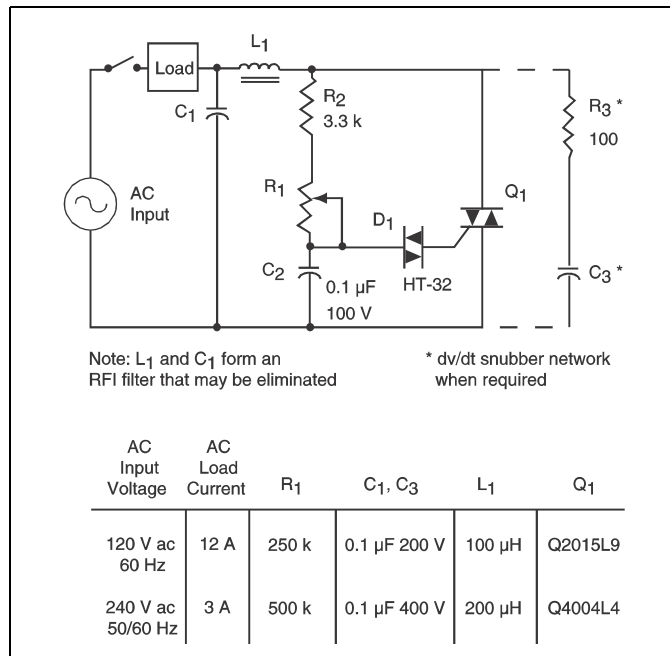 L1
Load
C1
R2
3.3 k
R3 *
100
AC
Input
R1
D1
Q1
C2
0.1 µF
100 V
HT-32
C3 *
Note: L1 and C1 form an
RFI filter that may be eliminated
* dv/dt snubber network
when required
AC
Input
Voltage
AC
Load
Current
R1
C1, C3
L1
Q1
120 V ac
60 Hz
12 A
250 k
0.1 µF 200 V
100 µH
Q2015L9
240 V ac
50/60 Hz
3 A
500 k
0.1 µF 400 V
200 µH
Q4004L4